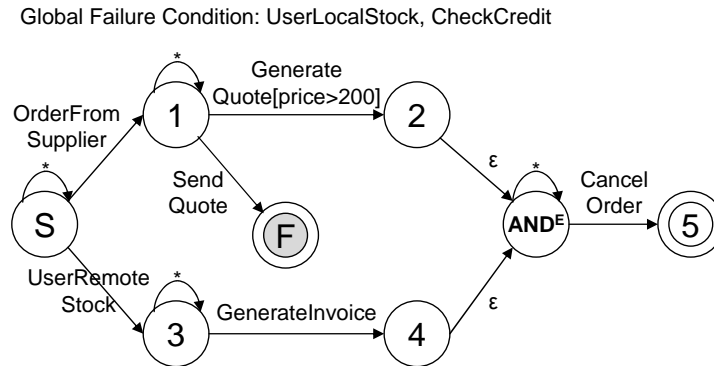 Global Failure Condition: UserLocalStock, CheckCredit
*
Generate
Quote[price>200]
1
2
OrderFrom
Supplier
*
Send
Quote
ε
*
Cancel
Order
S
F
AND^E
5
UserRemote
Stock
*
GenerateInvoice
ε
3
4